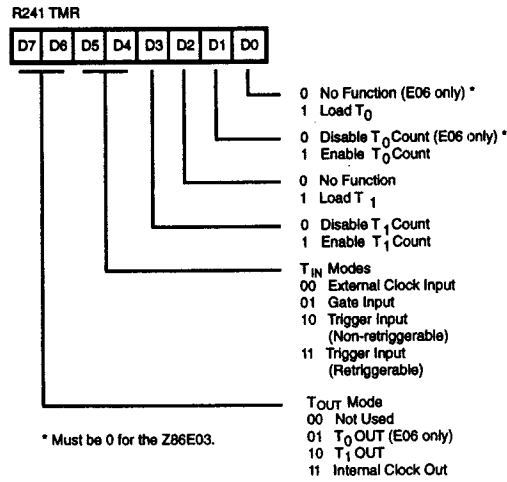 R241 TMR
D7 D6 D5 D4 D3 D2 D1 D0
0 No Function (E06 only) *
1 Load T0
0 Disable T0 Count (E06 only) *
1 Enable T0 Count
0 No Function
1 Load T1
0 Disable T1 Count
1 Enable T1 Count
TIN Modes
00 External Clock Input
01 Gate Input
10 Trigger Input
(Non-retriggerable)
11 Trigger Input
(Retriggerable)
TOUT Mode
00 Not Used
01 T0 OUT (E06 only)
10 T1 OUT
11 Internal Clock Out
* Must be 0 for the Z86E03.